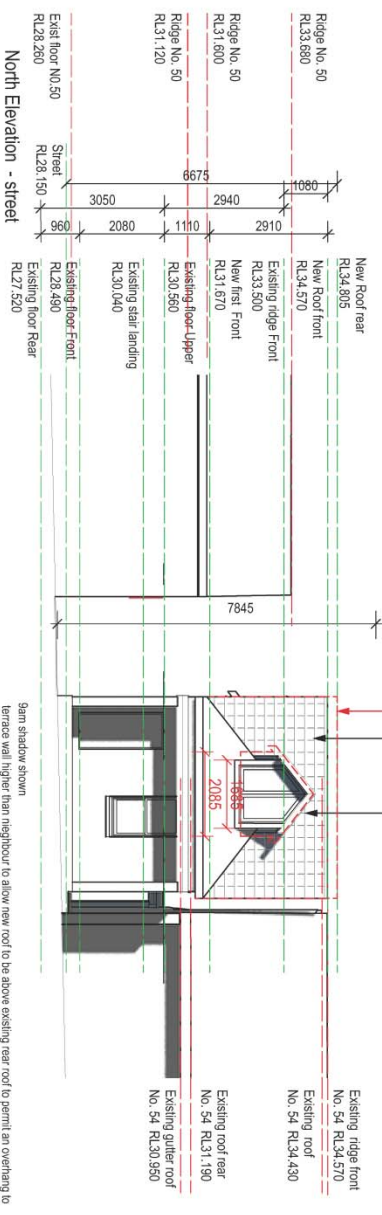 Ridge No. 50
RL33.680
Ridge No. 50
RL31.600
Ridge No. 50
RL31.120
Exist floor N0.50
RL28.260
Street
RL28.150
North Elevation - street
6675
1080
3050
2940
960
2080
1110
2910
New Roof rear
RL34.805
New Roof front
RL34.570
Existing ridge Front
RL33.500
New first Front
RL31.670
Existing floor Upper
RL30.560
Existing stair landing
RL30.040
Existing floor Front
RL28.490
Existing floor Rear
RL27.520
7845
2085
Existing ridge front
No. 54 RL34.570
Existing roof
No. 54 RL34.430
Existing roof rear
No. 54 RL31.190
Existing gutter roof
No. 54 RL30.950
9am shadow shown
terrace wall higher than nieghbour to allow new roof to be above existing rear roof to permit an overhang to